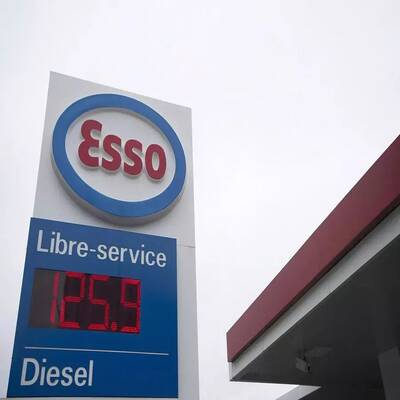 Esso
Libre-service
125.9
Diesel